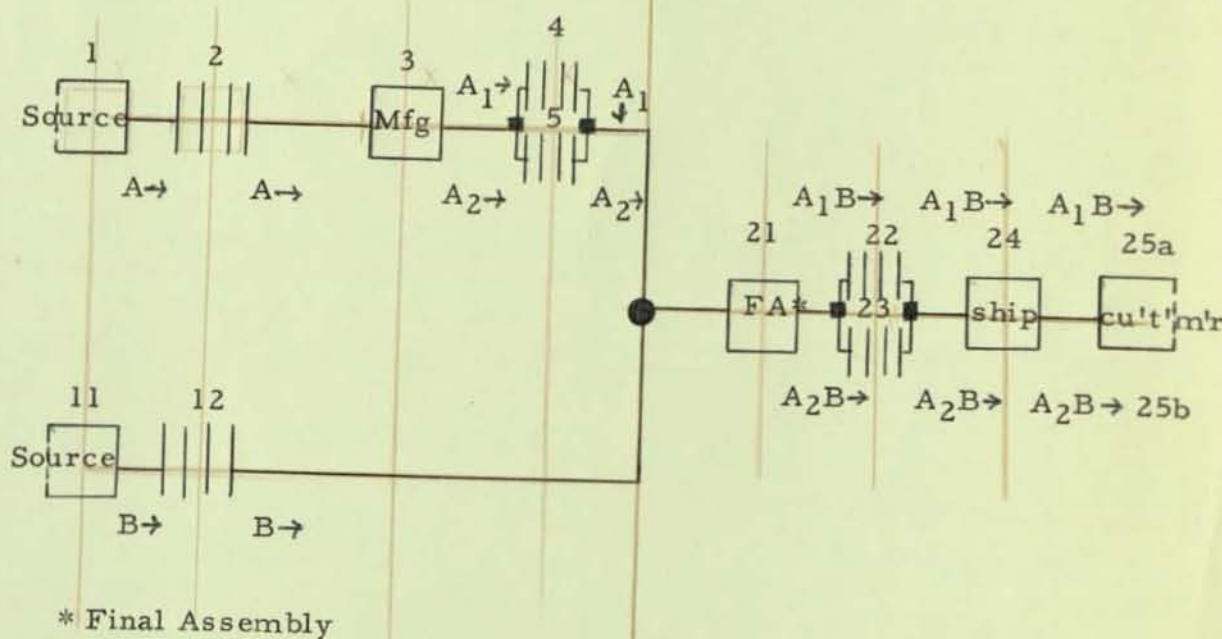 1
2
3
4
Source
Mfg
A₁→
5
A₁
↓
A→
A→
A₂→
A₂→
A₁B→
A₁B→
A₁B→
21
22
24
25a
FA*
23
ship
cu't'm'r
A₂B→
A₂B→
A₂B→ 25b
11
12
Source
B→
B→
* Final Assembly